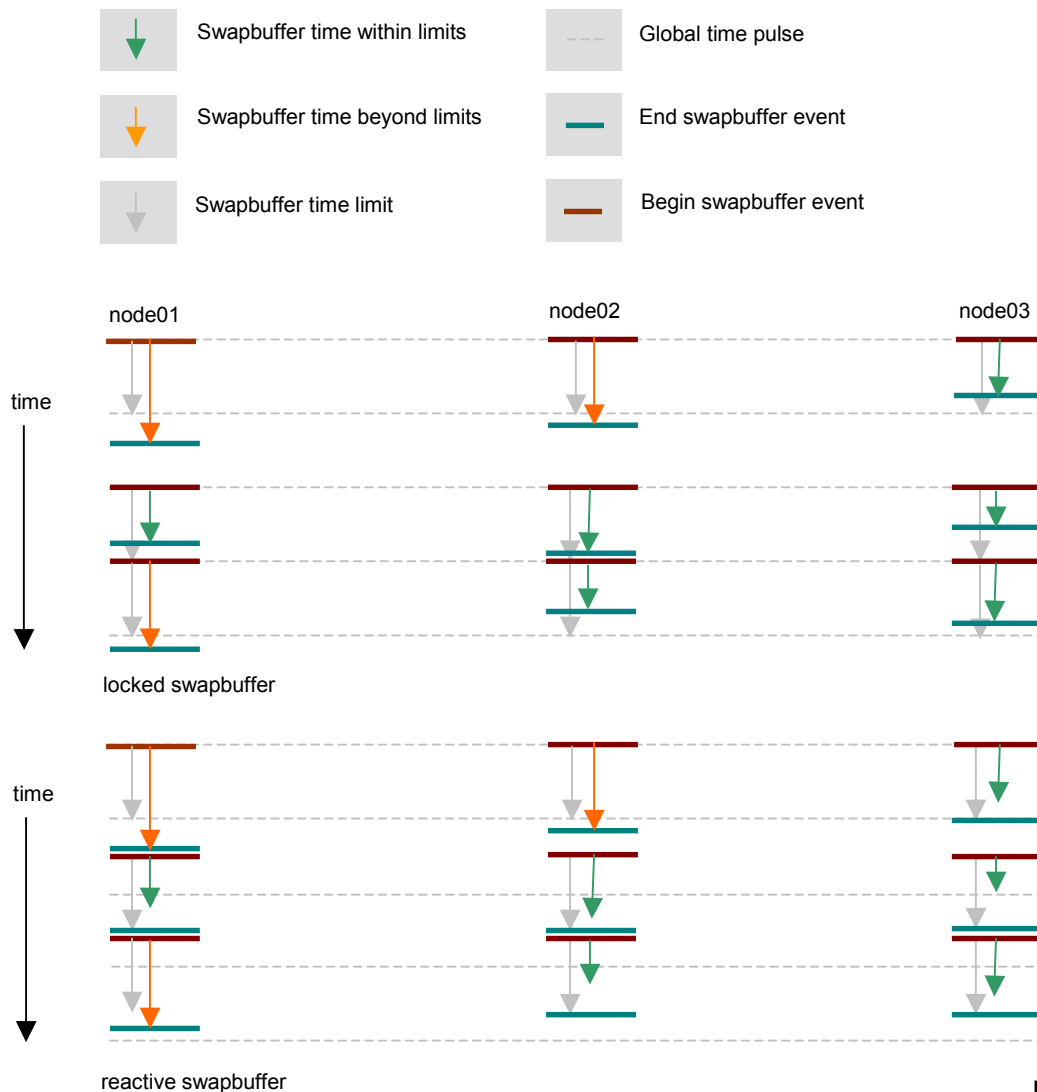 Swapbuffer time within limits
Global time pulse
Swapbuffer time beyond limits
End swapbuffer event
Swapbuffer time limit
Begin swapbuffer event
node01
node02
node03
time
locked swapbuffer
time
reactive swapbuffer